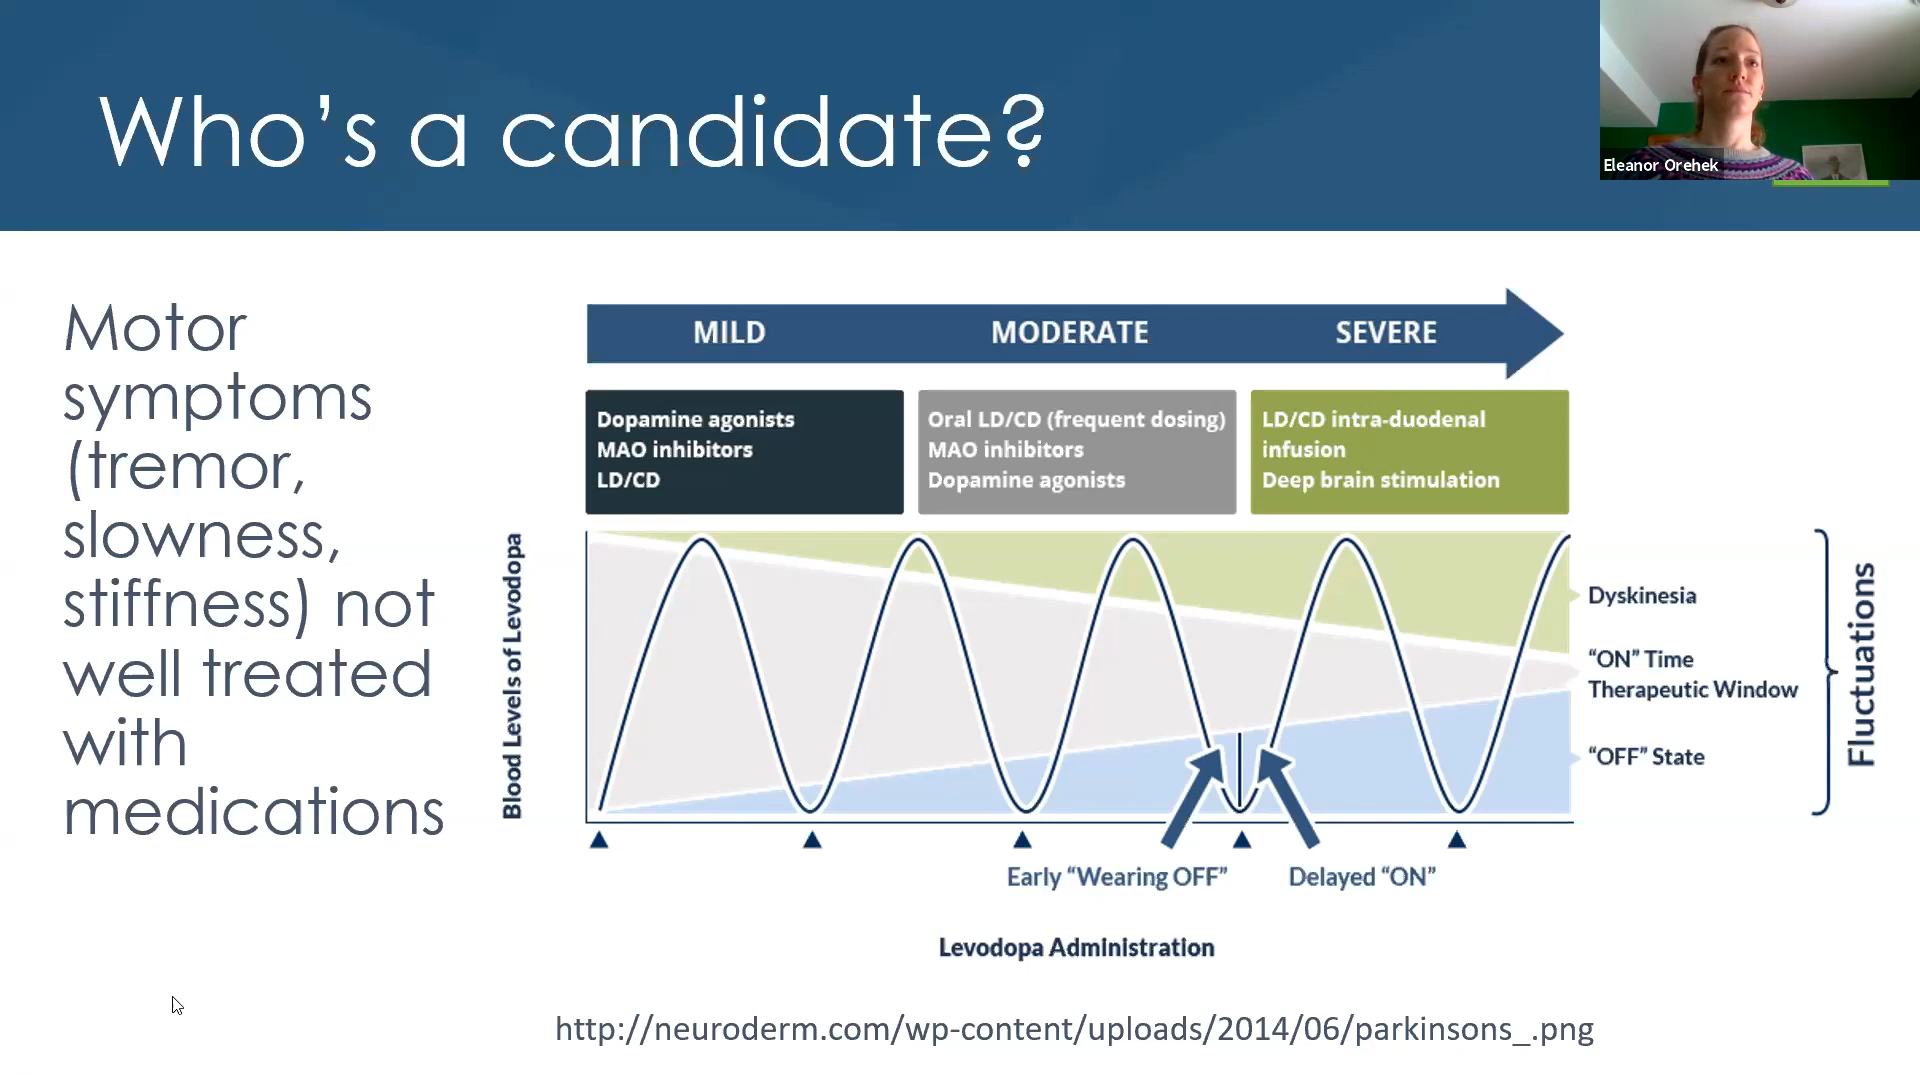 Who’s a candidate?
Eleanor Orehek
Motor
symptoms
(tremor,
slowness,
stiffness) not
well treated
with
medications
MILD
MODERATE
SEVERE
Dopamine agonists
MAO inhibitors
LD/CD
Oral LD/CD (frequent dosing)
MAO inhibitors
Dopamine agonists
LD/CD intra-duodenal
infusion
Deep brain stimulation
Blood Levels of Levodopa
Dyskinesia
“ON” Time
Therapeutic Window
“OFF” State
Fluctuations
Early “Wearing OFF”
Delayed “ON”
Levodopa Administration
http://neuroderm.com/wp-content/uploads/2014/06/parkinsons_.png